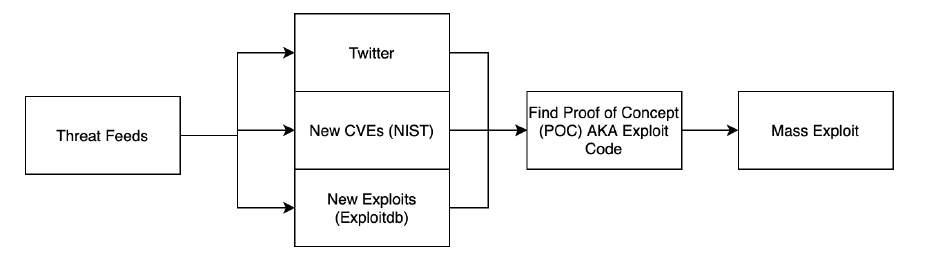 Threat Feeds
Twitter
New CVEs (NIST)
New Exploits
(Exploitdb)
Find Proof of Concept
(POC) AKA Exploit
Code
Mass Exploit